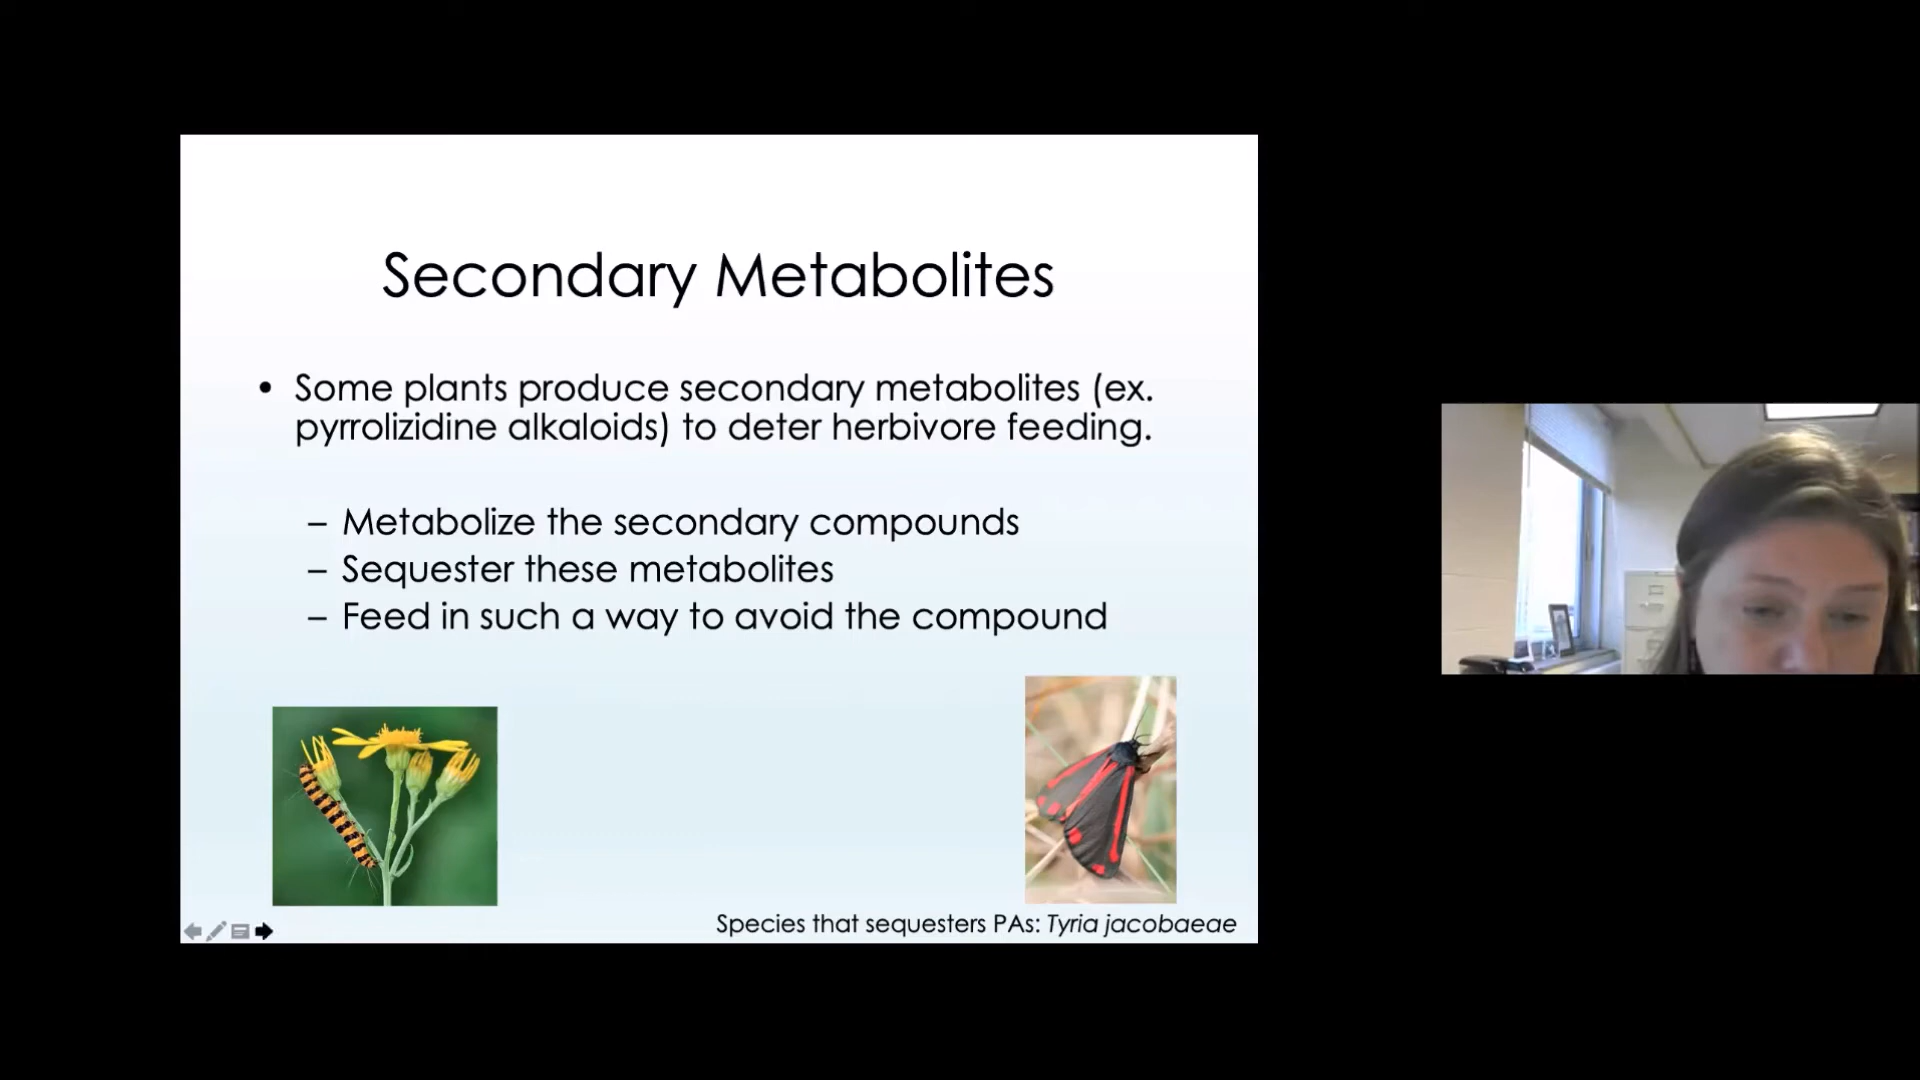 Secondary Metabolites
• Some plants produce secondary metabolites (ex.
pyrrolizidine alkaloids) to deter herbivore feeding.
– Metabolize the secondary compounds
– Sequester these metabolites
– Feed in such a way to avoid the compound
Species that sequesters PAs: Tyria jacobaeae